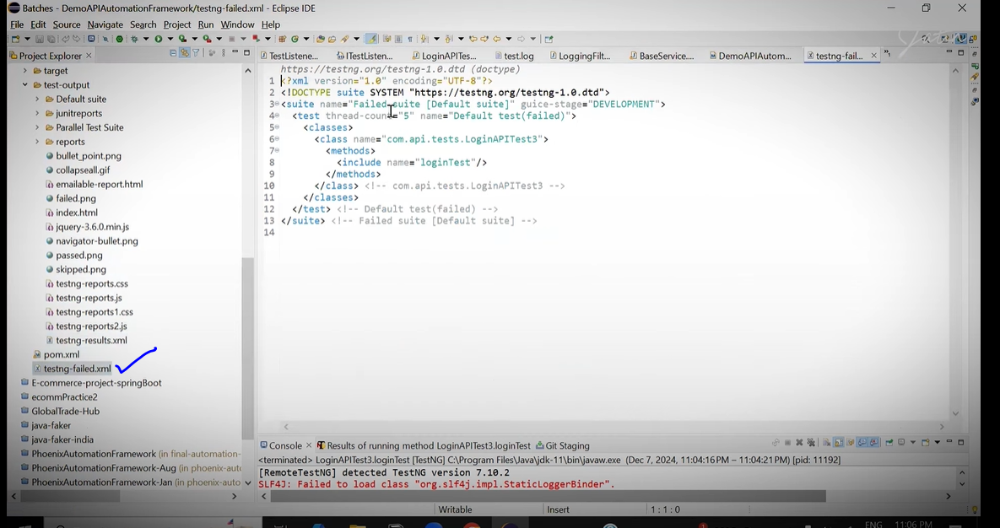 Batches - DemoAPIAutomationFramework/testng-failed.xml - Eclipse IDE
File Edit Source Navigate Search Project Run Window Help
Project Explorer
TestListene... ITestListen... LoginAPITes... test.log LoggingFilt... BaseService.... DemoAPIAutom... testng-fail...
target
test-output
Default suite
junitreports
Parallel Test Suite
reports
bullet_point.png
collapseall.gif
emailable-report.html
failed.png
index.html
jquery-3.6.0.min.js
navigator-bullet.png
passed.png
skipped.png
testng-reports.css
testng-reports.js
testng-reports1.css
testng-reports2.js
testng-results.xml
pom.xml
testng-failed.xml
E-commerce-project-springBoot
ecommPractice2
GlobalTrade-Hub
java-faker
java-faker-india
PhoenixAutomationFramework (in final-automation-
PhoenixAutomationFramework-Aug (in phoenix-auto
PhoenixAutomationFramework-Jan (in phoenix-auto
https://testng.org/testng-1.0.dtd (doctype)
1 <?xml version="1.0" encoding="UTF-8"?>
2 <!DOCTYPE suite SYSTEM "https://testng.org/testng-1.0.dtd">
3 <suite name="Failed suite [Default suite]" guice-stage="DEVELOPMENT">
4 <test thread-count="5" name="Default test(failed)">
5 <classes>
6 <class name="com.api.tests.LoginAPITest3">
7 <methods>
8 <include name="loginTest"/>
9 </methods>
10 </class> <!-- com.api.tests.LoginAPITest3 -->
11 </classes>
12 </test> <!-- Default test(failed) -->
13 </suite> <!-- Failed suite [Default suite] -->
14
Console Results of running method LoginAPITest3.loginTest Git Staging
<terminated> LoginAPITest3.loginTest [TestNG] C:\Program Files\Java\jdk-11\bin\javaw.exe (Dec 7, 2024, 11:04:16 PM – 11:04:21 PM) [pid: 11192]
[RemoteTestNG] detected TestNG version 7.10.2
SLF4J: Failed to load class "org.slf4j.impl.StaticLoggerBinder".
Writable Insert 1 : 1 : 0
ENG 11:06 PM